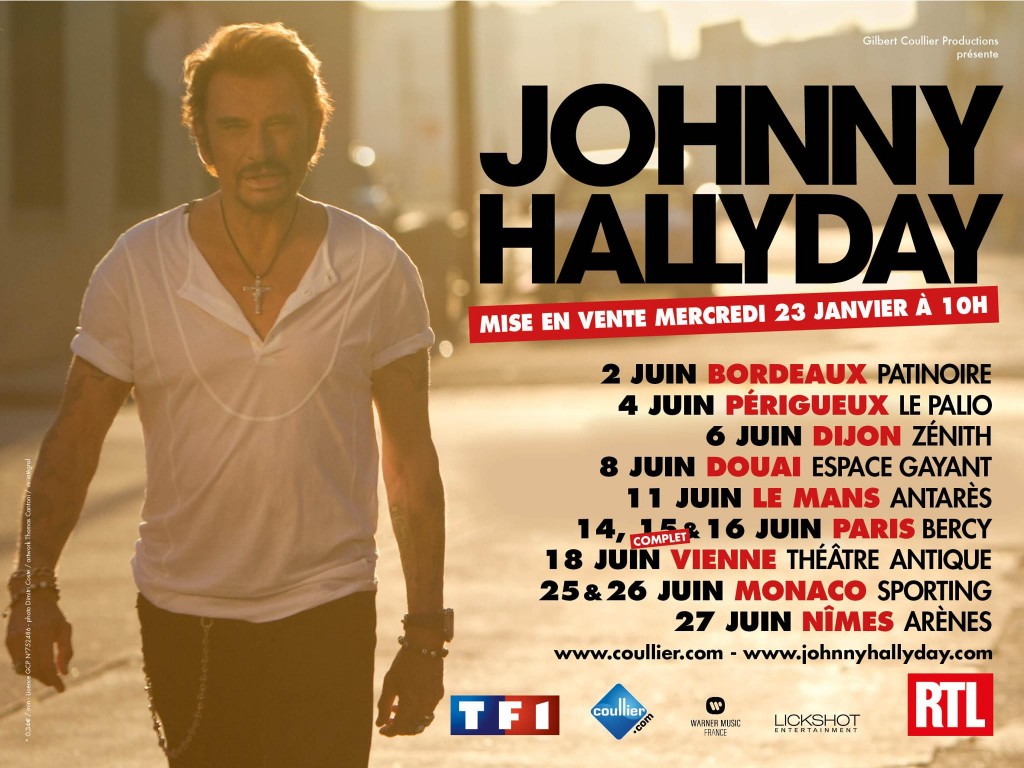 Gilbert Coullier Productions
présente
JOHNNY
HALLYDAY
MISE EN VENTE MERCREDI 23 JANVIER À 10H
2 JUIN BORDEAUX PATINOIRE
4 JUIN PÉRIGUEUX LE PALIO
6 JUIN DIJON ZÉNITH
8 JUIN DOUAI ESPACE GAYANT
11 JUIN LE MANS ANTARÈS
14, 15 & 16 JUIN PARIS BERCY
COMPLET
18 JUIN VIENNE THÉÂTRE ANTIQUE
25 & 26 JUIN MONACO SPORTING
27 JUIN NÎMES ARÈNES
www.coullier.com - www.johnnyhallyday.com
TF1
coullier.com
WARNER MUSIC
FRANCE
LICKSHOT
ENTERTAINMENT
RTL